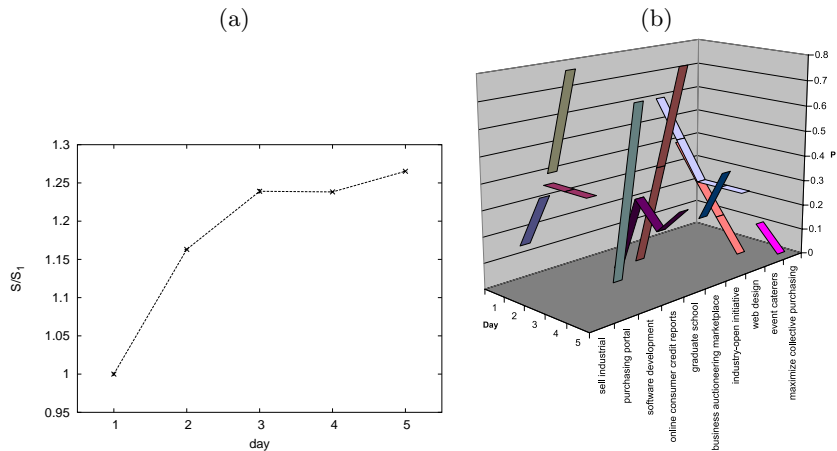 (a)
(b)
1.3
1.25
1.2
1.15
1.1
1.05
1
0.95
S/S1
1 2 3 4 5
day
0.8
0.7
0.6
0.5
0.4
0.3
0.2
0.1
0
P
1 2 3 4 5
Day
sell industrial
purchasing portal
software development
online consumer credit reports
graduate school
business auctioneering marketplace
industry-open initiative
web design
event caterers
maximize collective purchasing